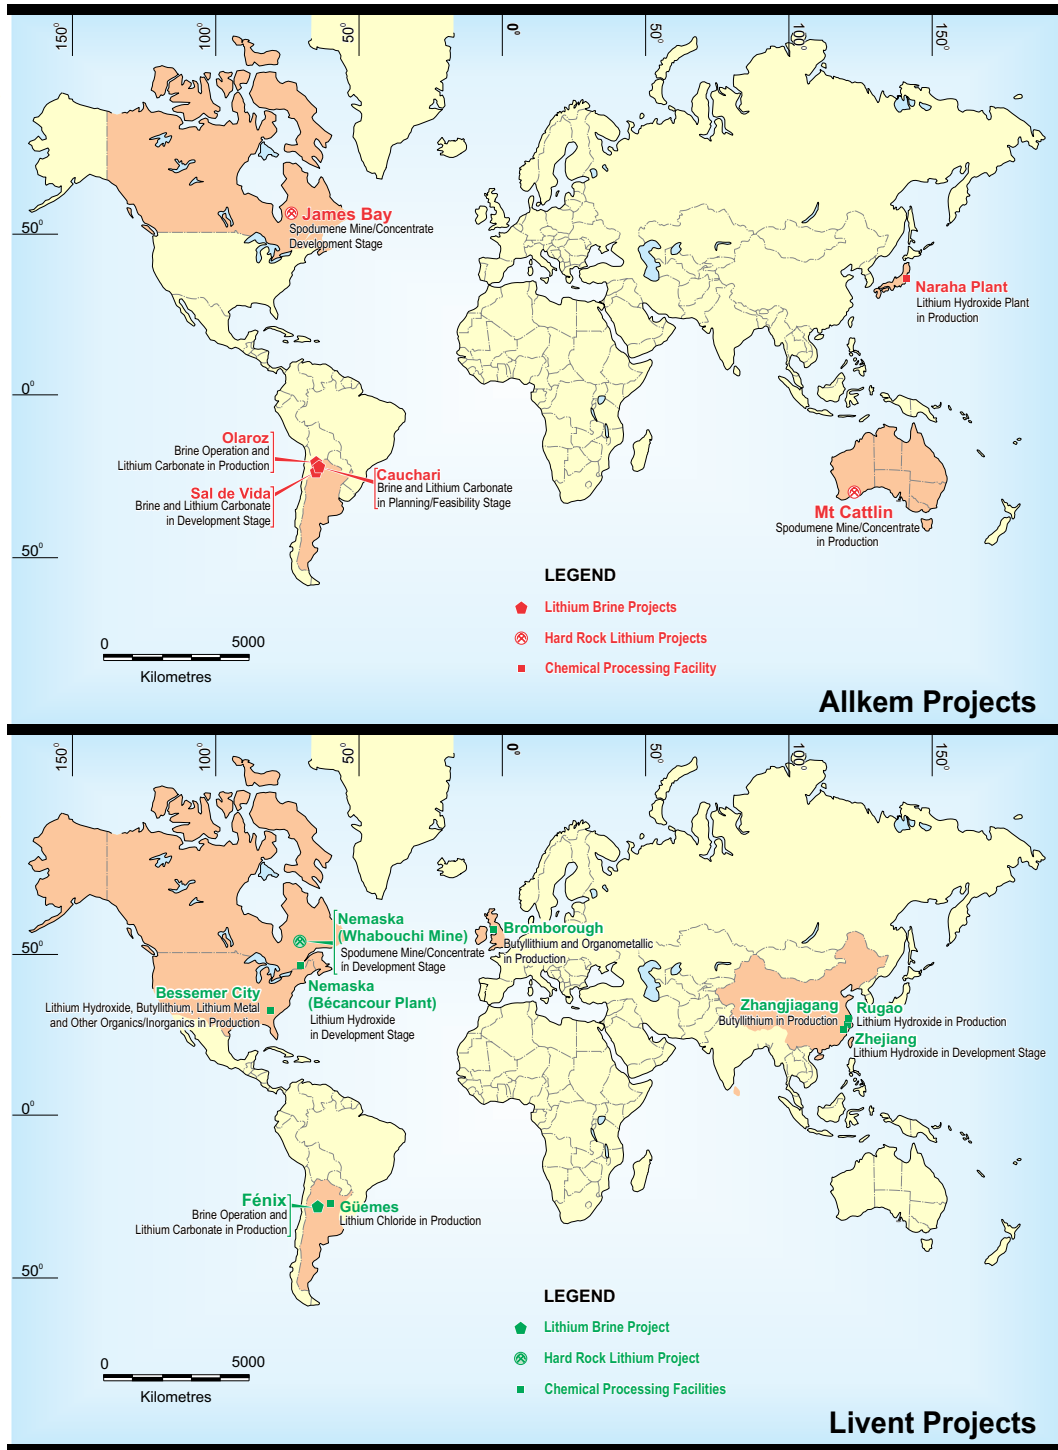 150°
100°
50°
0°
50°
100°
150°
James Bay
Spodumene Mine/Concentrate
Development Stage
50°
Naraha Plant
Lithium Hydroxide Plant
in Production
0°
Olaroz
Brine Operation and
Lithium Carbonate in Production
Cauchari
Brine and Lithium Carbonate
in Planning/Feasibility Stage
Sal de Vida
Brine and Lithium Carbonate
in Development Stage
Mt Cattlin
Spodumene Mine/Concentrate
in Production
50°
LEGEND
Lithium Brine Projects
Hard Rock Lithium Projects
Chemical Processing Facility
0 5000
Kilometres
Allkem Projects
150°
100°
50°
0°
50°
100°
150°
Nemaska
(Whabouchi Mine)
Spodumene Mine/Concentrate
in Development Stage
Bromborough
Butyllithium and Organometallic
in Production
50°
Nemaska
(Bécancour Plant)
Lithium Hydroxide
in Development Stage
Bessemer City
Lithium Hydroxide, Butyllithium, Lithium Metal
and Other Organics/Inorganics in Production
Zhangjiagang
Butyllithium in Production
Rugao
Lithium Hydroxide in Production
Zhejiang
Lithium Hydroxide in Development Stage
0°
Fénix
Brine Operation and
Lithium Carbonate in Production
Güemes
Lithium Chloride in Production
50°
LEGEND
Lithium Brine Project
Hard Rock Lithium Project
Chemical Processing Facilities
0 5000
Kilometres
Livent Projects